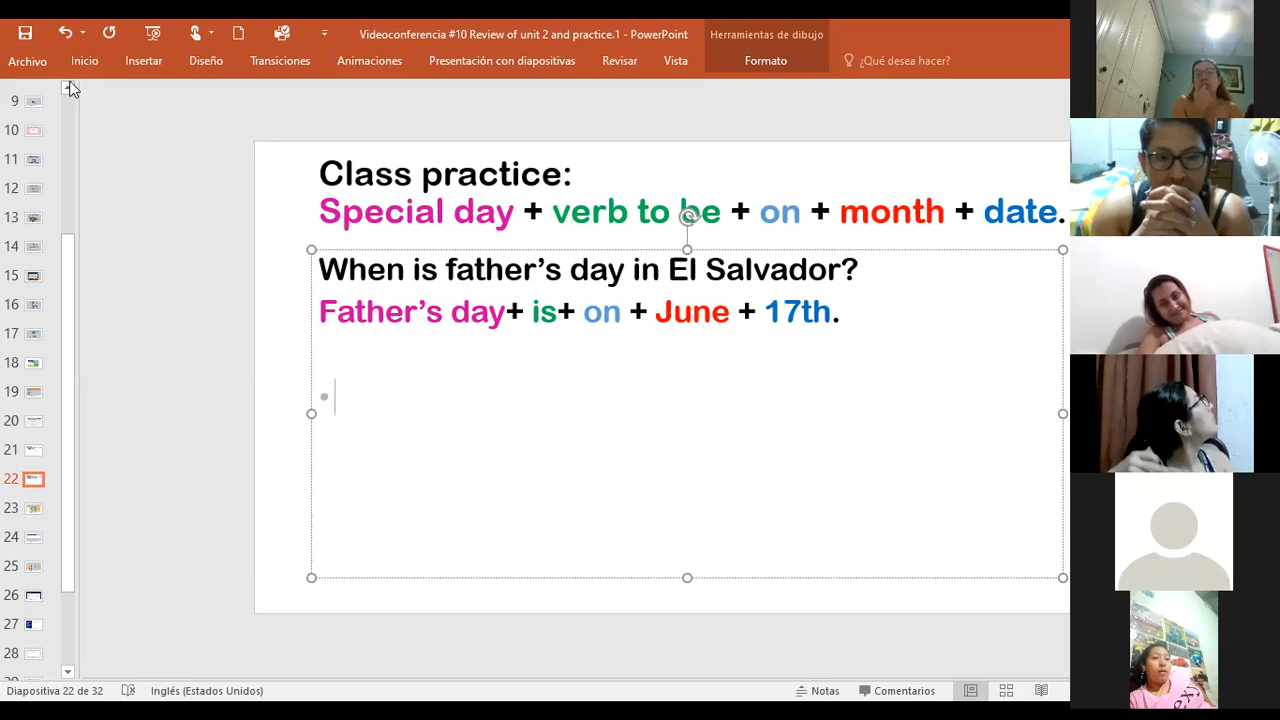 Videoconferencia #10 Review of unit 2 and practice.1 - PowerPoint
Herramientas de dibujo
Archivo Inicio Insertar Diseño Transiciones Animaciones Presentación con diapositivas Revisar Vista Formato ¿Qué desea hacer?
9
10
11
12
13
14
15
16
17
18
19
20
21
22
23
24
25
26
27
28
Class practice:
Special day + verb to be + on + month + date.
When is father’s day in El Salvador?
Father’s day+ is+ on + June + 17th.
Diapositiva 22 de 32 Inglés (Estados Unidos) Notas Comentarios